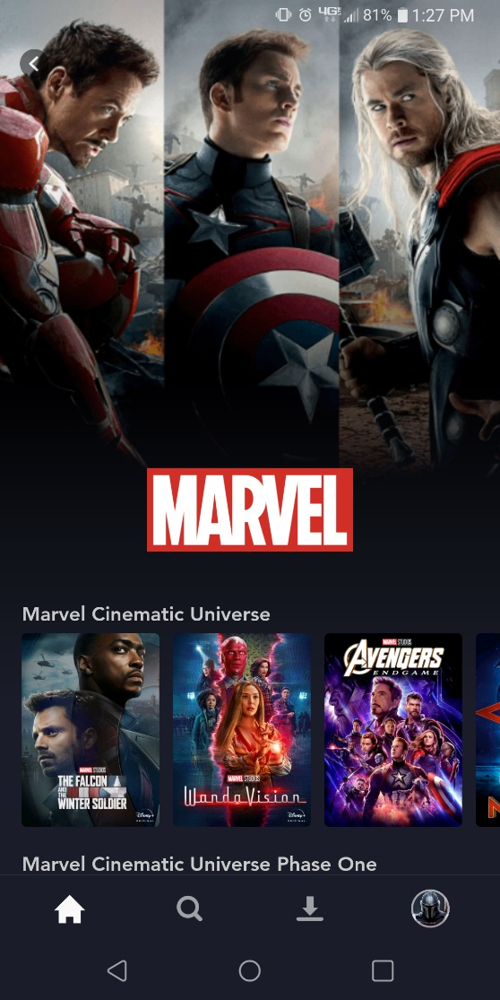 4GE 81% 1:27 PM
MARVEL
Marvel Cinematic Universe
MARVEL STUDIOS
THE FALCON
AND
THE
WINTER SOLDIER
Disney+
ORIGINAL
MARVEL STUDIOS
WandaVision
Disney+
ORIGINAL
MARVEL STUDIOS
AVENGERS
ENDGAME
Marvel Cinematic Universe Phase One